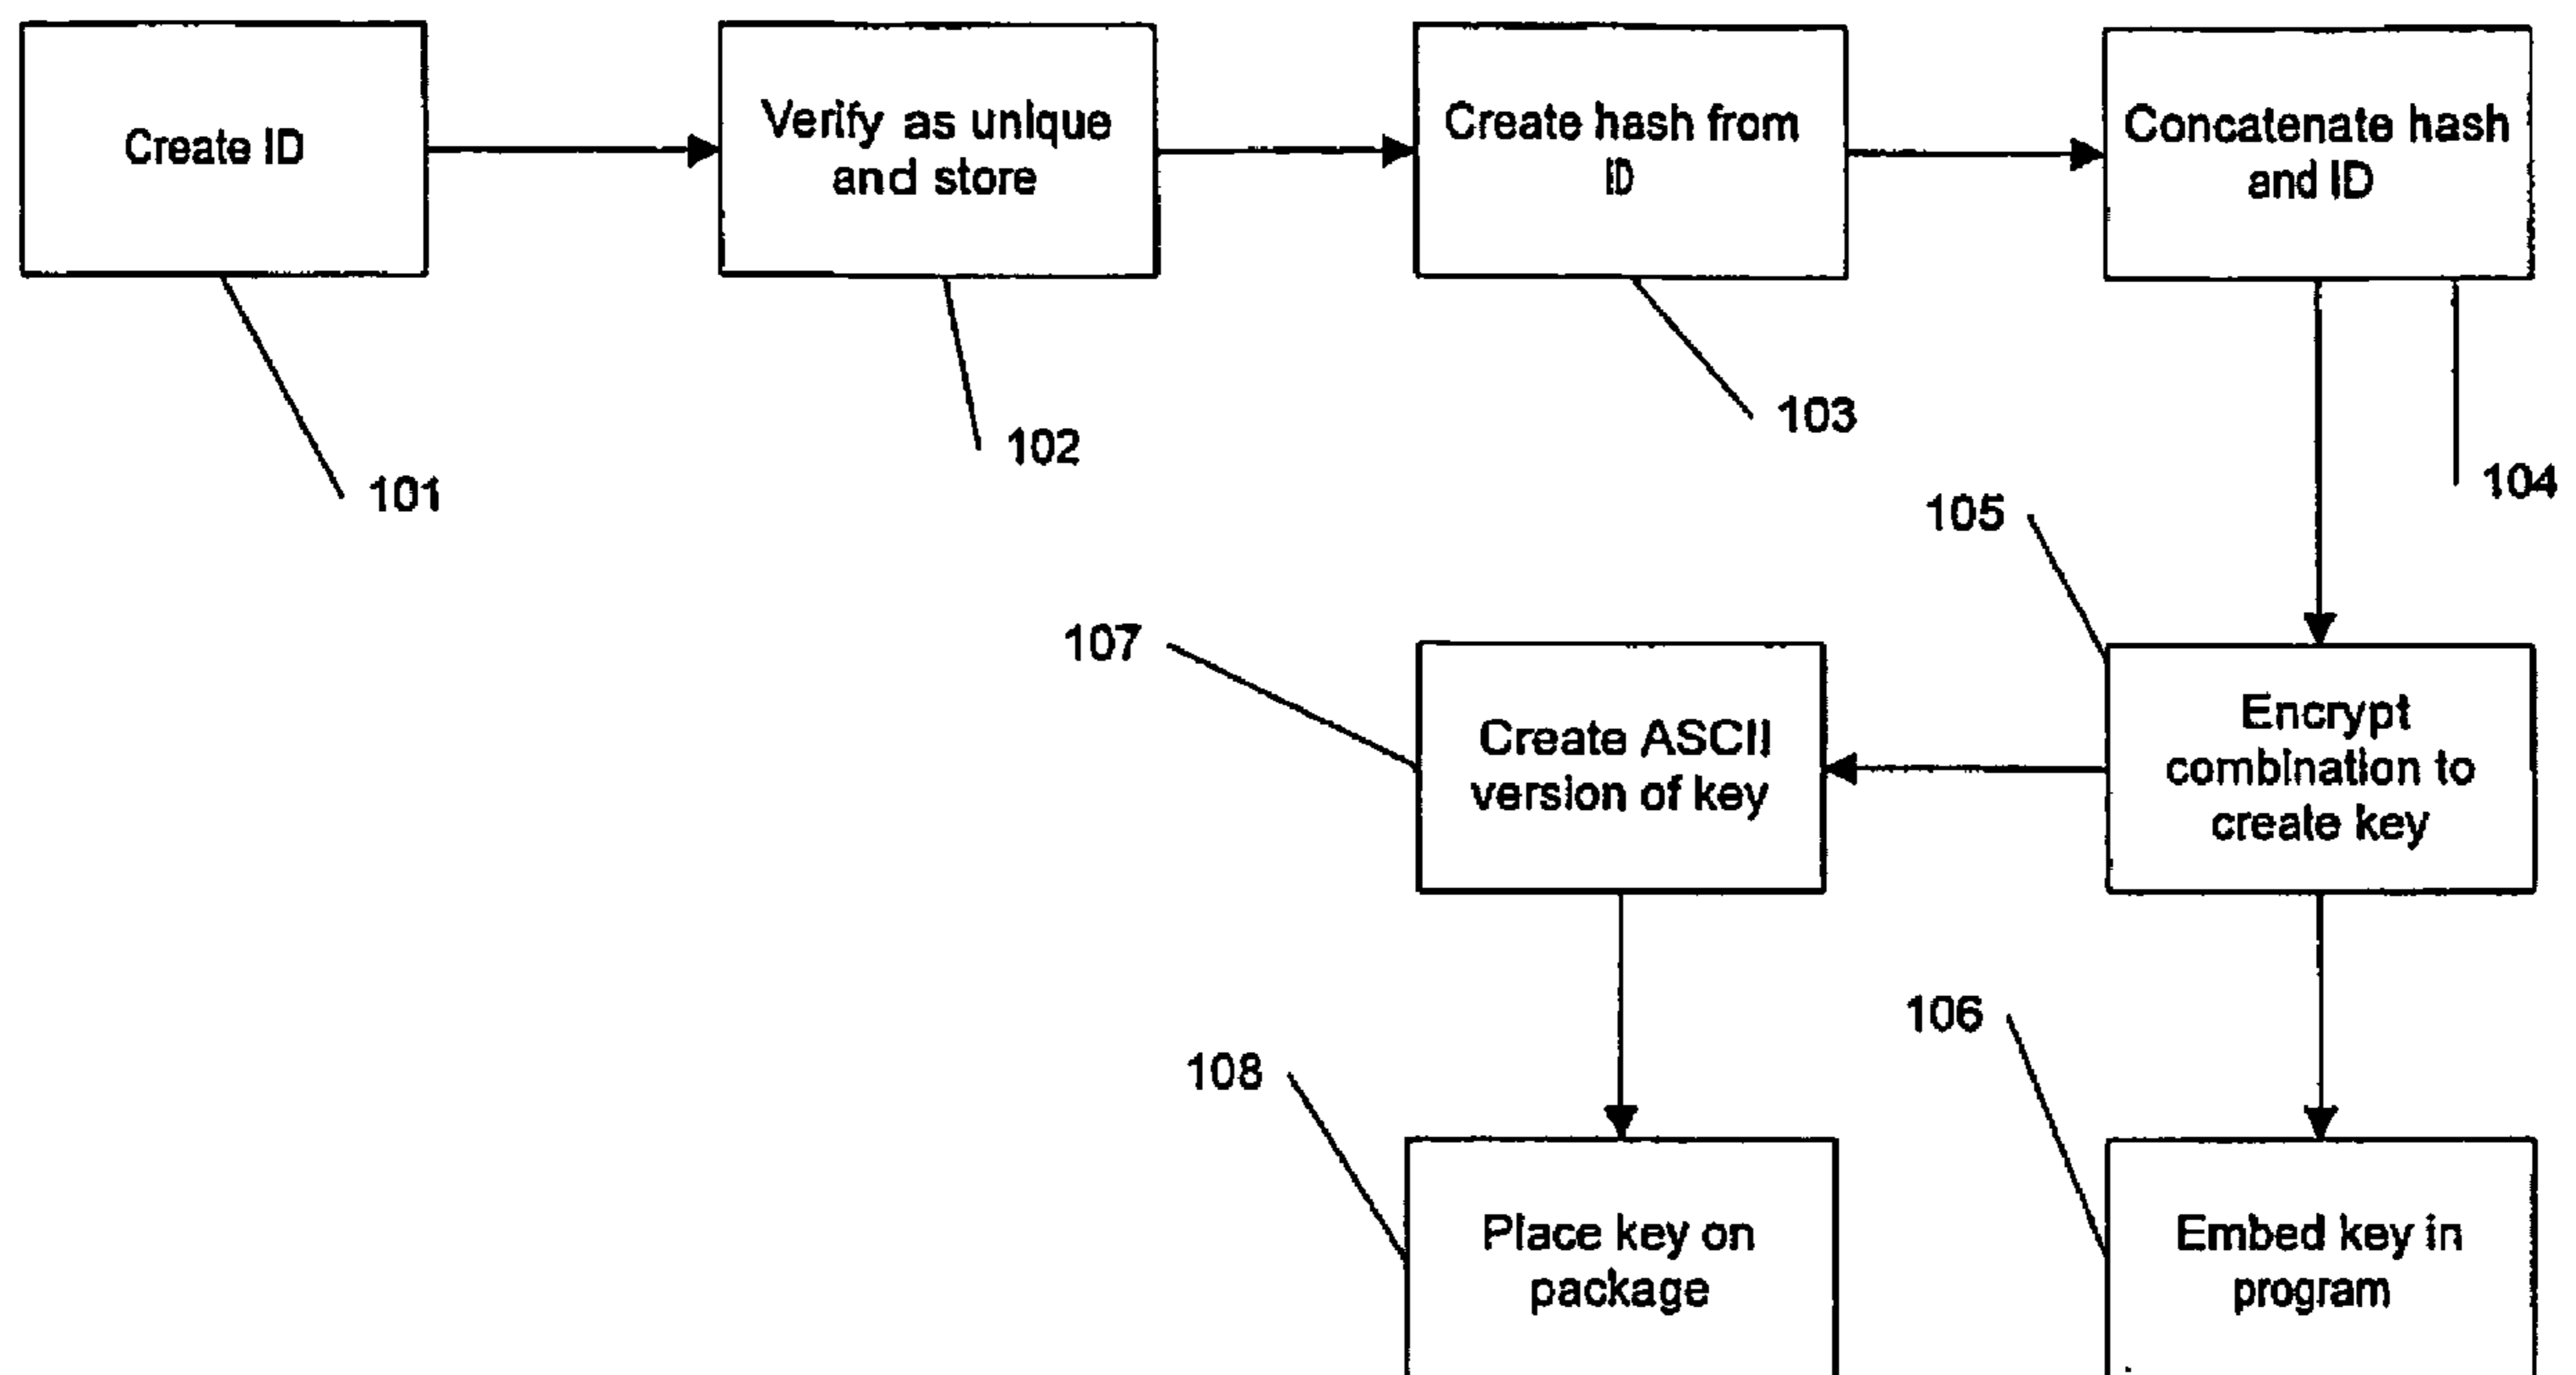 Create ID
Verify as unique
and store
Create hash from
ID
Concatenate hash
and ID
101
102
103
104
105
107
Create ASCII
version of key
Encrypt
combination to
create key
106
108
Place key on
package
Embed key in
program